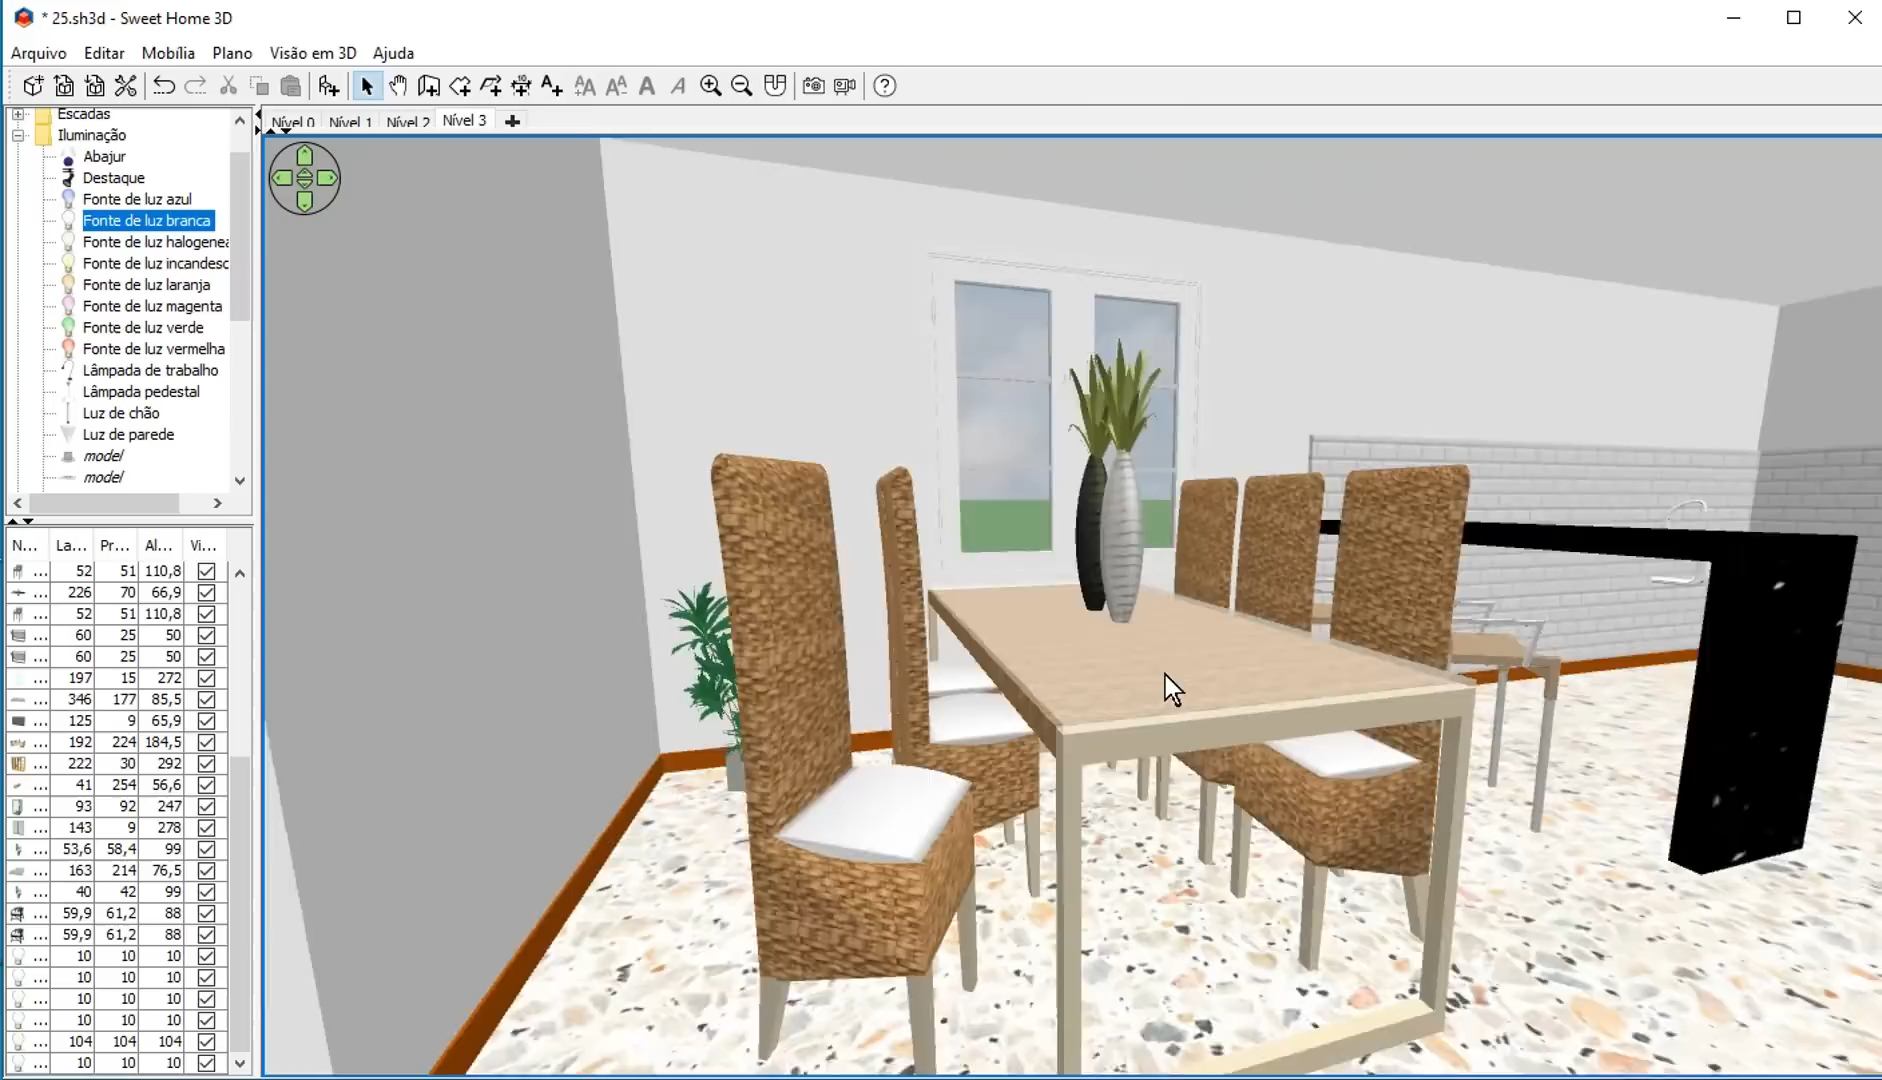 * 25.sh3d - Sweet Home 3D
Arquivo Editar Mobília Plano Visão em 3D Ajuda
Nível 0 Nível 1 Nível 2 Nível 3
Escadas
Iluminação
Abajur
Destaque
Fonte de luz azul
Fonte de luz branca
Fonte de luz halogenea
Fonte de luz incandesc
Fonte de luz laranja
Fonte de luz magenta
Fonte de luz verde
Fonte de luz vermelha
Lâmpada de trabalho
Lâmpada pedestal
Luz de chão
Luz de parede
model
model
N... La... Pr... Al... Vi...
... 52 51 110,8
... 226 70 66,9
... 52 51 110,8
... 60 25 50
... 60 25 50
... 197 15 272
... 346 177 85,5
... 125 9 65,9
... 192 224 184,5
... 222 30 292
... 41 254 56,6
... 93 92 247
... 143 9 278
... 53,6 58,4 99
... 163 214 76,5
... 40 42 99
... 59,9 61,2 88
... 59,9 61,2 88
... 10 10 10
... 10 10 10
... 10 10 10
... 10 10 10
... 104 104 104
... 10 10 10